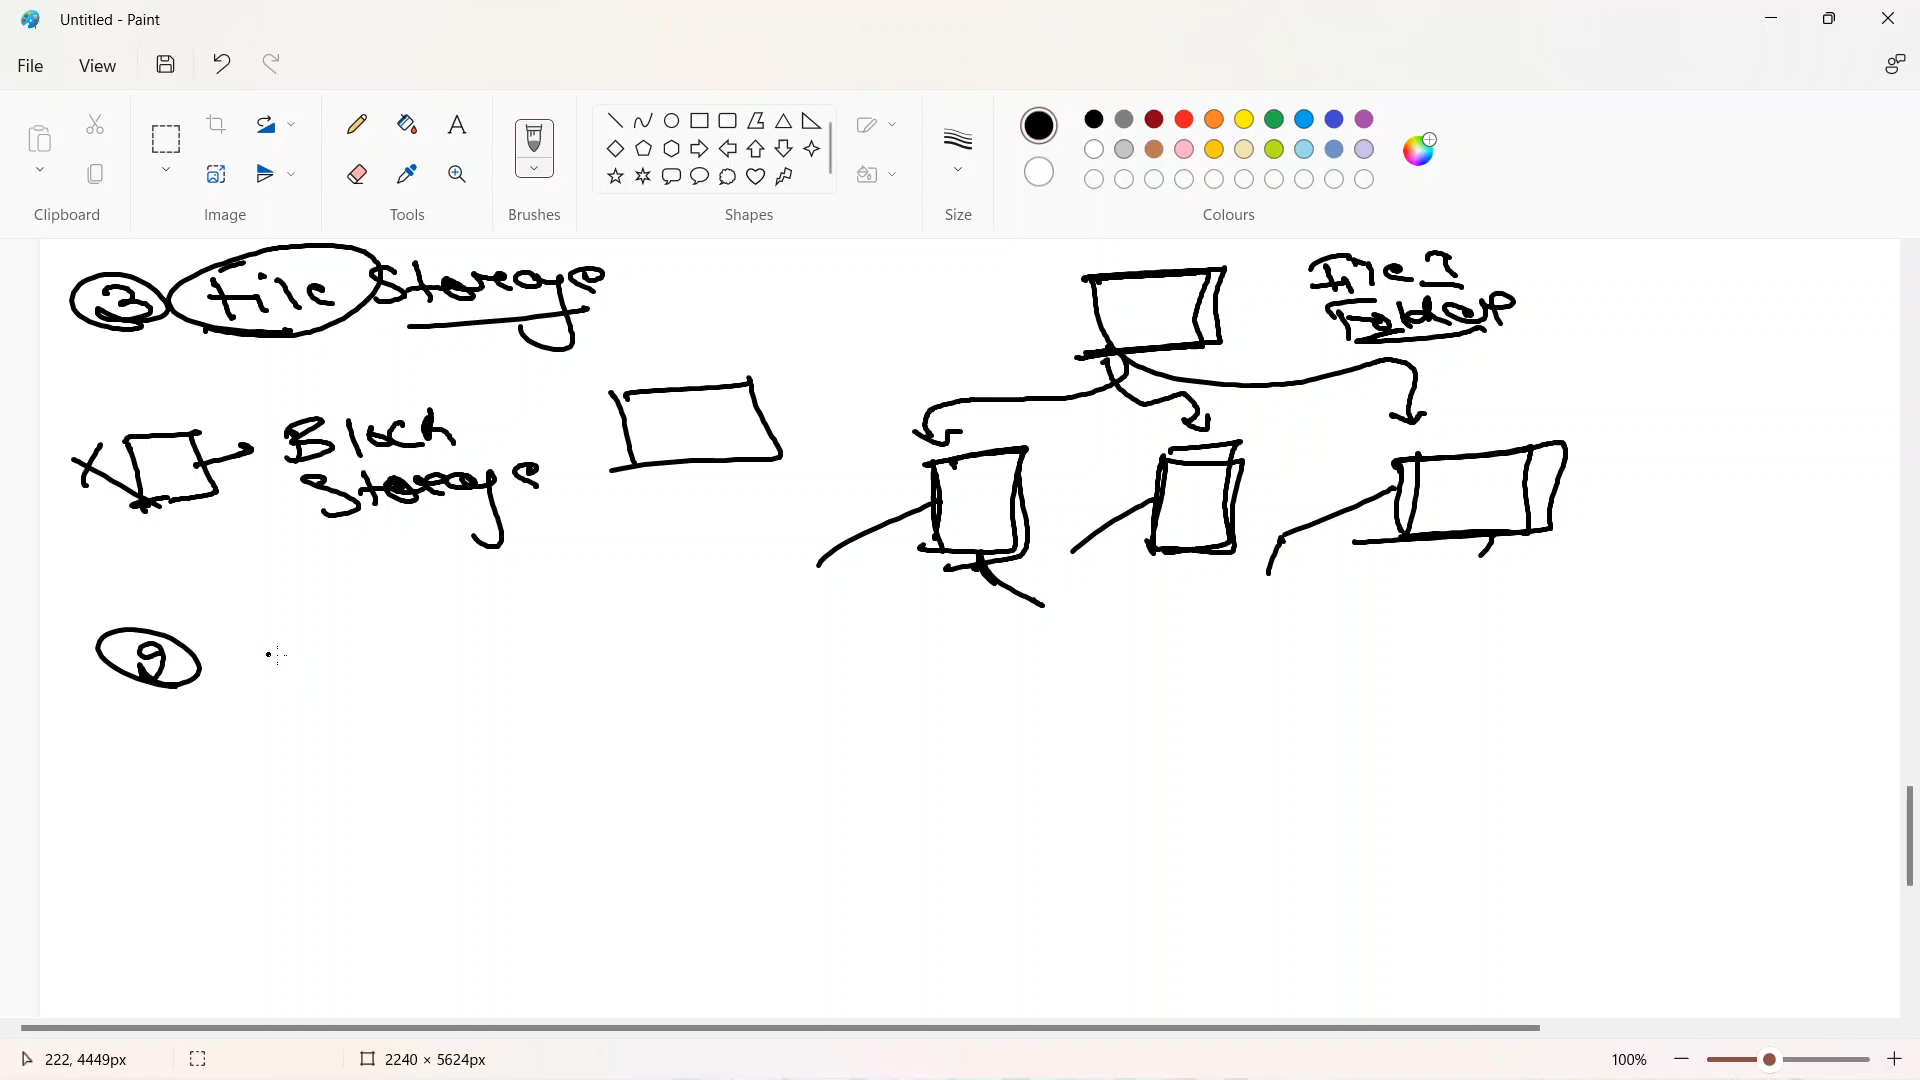 Untitled - Paint
File
View
Clipboard
Image
Tools
Brushes
Shapes
Size
Colours
② File Storage
File
Folder
Block
Storage
222, 4449px
2240 × 5624px
100%